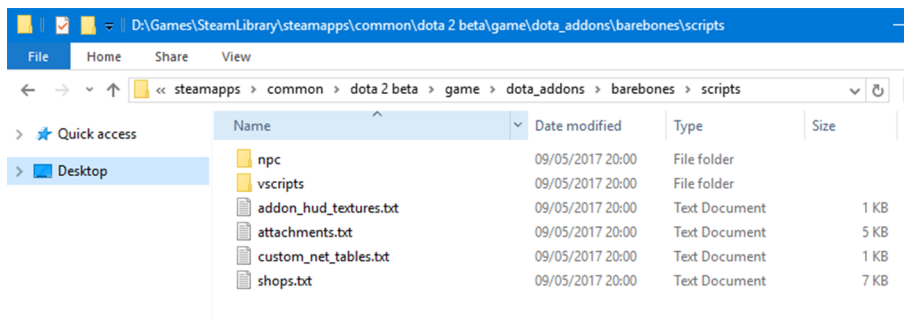 D:\Games\SteamLibrary\steamapps\common\dota 2 beta\game\dota_addons\barebones\scripts
File Home Share View
« steamapps > common > dota 2 beta > game > dota_addons > barebones > scripts
Quick access
Desktop
Name Date modified Type Size
npc 09/05/2017 20:00 File folder
vscripts 09/05/2017 20:00 File folder
addon_hud_textures.txt 09/05/2017 20:00 Text Document 1 KB
attachments.txt 09/05/2017 20:00 Text Document 5 KB
custom_net_tables.txt 09/05/2017 20:00 Text Document 1 KB
shops.txt 09/05/2017 20:00 Text Document 7 KB